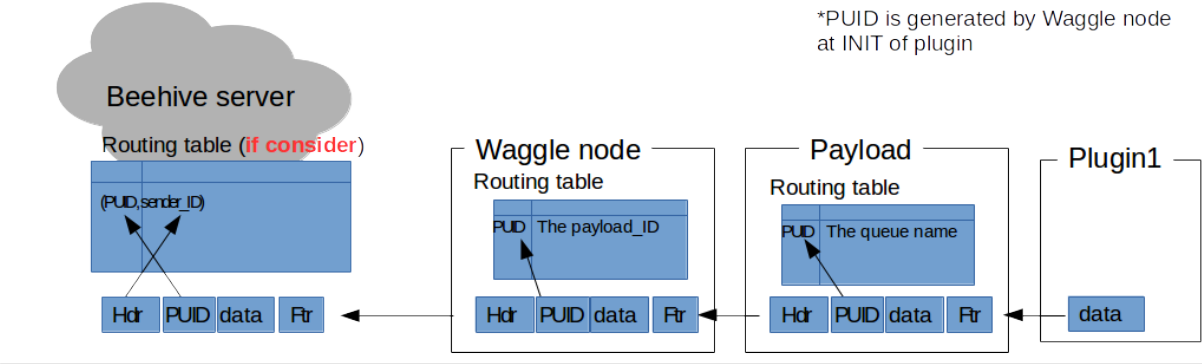 *PUID is generated by Waggle node
at INIT of plugin
Beehive server
Routing table (if consider)
(PUID,sender_ID)
Hdr PUID data Ftr
Waggle node
Routing table
PUID The payload_ID
Hdr PUID data Ftr
Payload
Routing table
PUID The queue name
Hdr PUID data Ftr
Plugin1
data